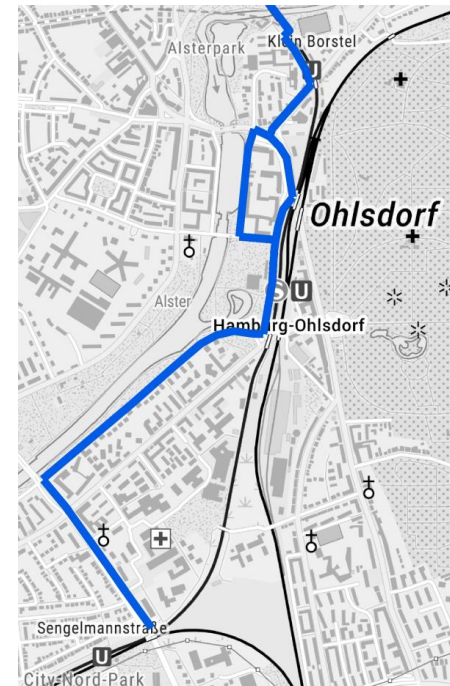 Alsterpark
Klein Borstel
U
Ohlsdorf
Alster
S U
Hamburg-Ohlsdorf
Sengelmannstraße
U
City-Nord-Park